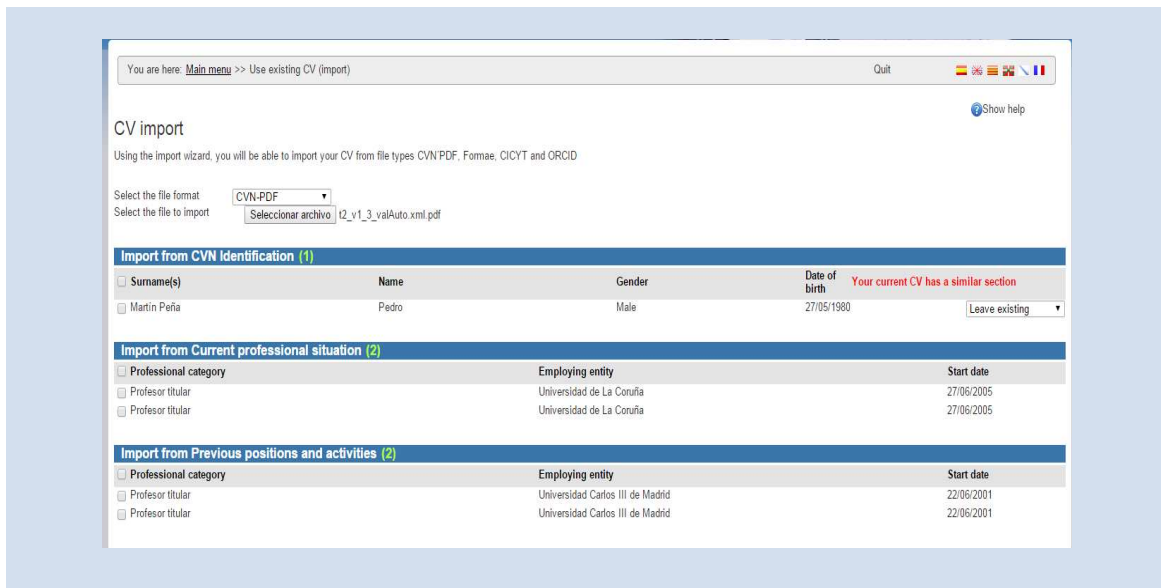 You are here: Main menu >> Use existing CV (import) Quit
Show help
CV import
Using the import wizard, you will be able to import your CV from file types CVN'PDF, Formae, CICYT and ORCID
Select the file format CVN-PDF
Select the file to import Seleccionar archivo t2_v1_3_valAuto.xml.pdf
Import from CVN Identification (1)
Surname(s) Name Gender Date of birth Your current CV has a similar section
Martín Peña Pedro Male 27/05/1980 Leave existing
Import from Current professional situation (2)
Professional category Employing entity Start date
Profesor titular Universidad de La Coruña 27/06/2005
Profesor titular Universidad de La Coruña 27/06/2005
Import from Previous positions and activities (2)
Professional category Employing entity Start date
Profesor titular Universidad Carlos III de Madrid 22/06/2001
Profesor titular Universidad Carlos III de Madrid 22/06/2001